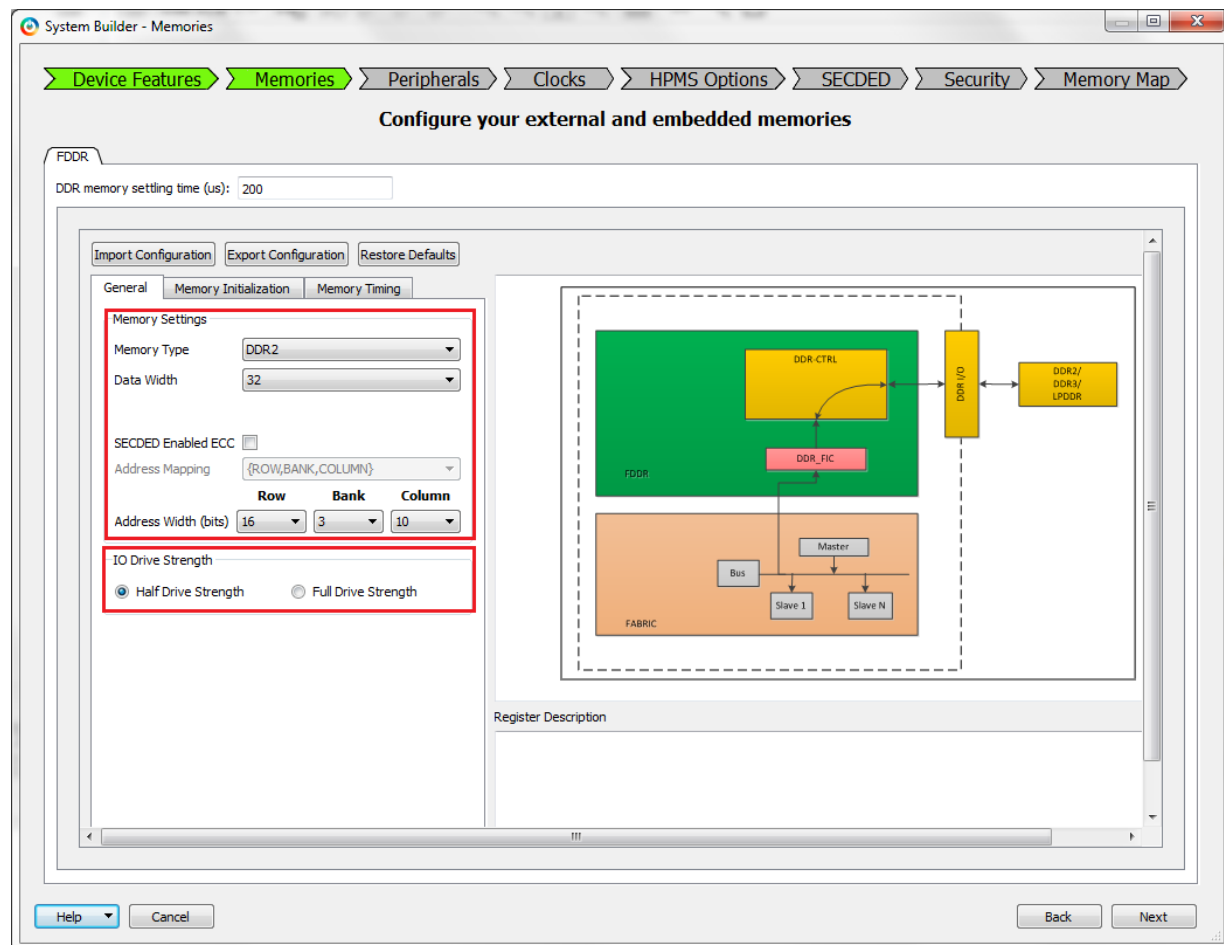 System Builder - Memories
Device Features Memories Peripherals Clocks HPMS Options SECDED Security Memory Map
Configure your external and embedded memories
FDDR
DDR memory settling time (us): 200
Import Configuration Export Configuration Restore Defaults
General Memory Initialization Memory Timing
Memory Settings
Memory Type DDR2
Data Width 32
SECDED Enabled ECC
Address Mapping {ROW,BANK,COLUMN}
Row Bank Column
Address Width (bits) 16 3 10
IO Drive Strength
Half Drive Strength Full Drive Strength
DDR-CTRL
DDR I/O
DDR2/
DDR3/
LPDDR
DDR_FIC
FDDR
Master
Bus
Slave 1 Slave N
FABRIC
Register Description
Help Cancel Back Next